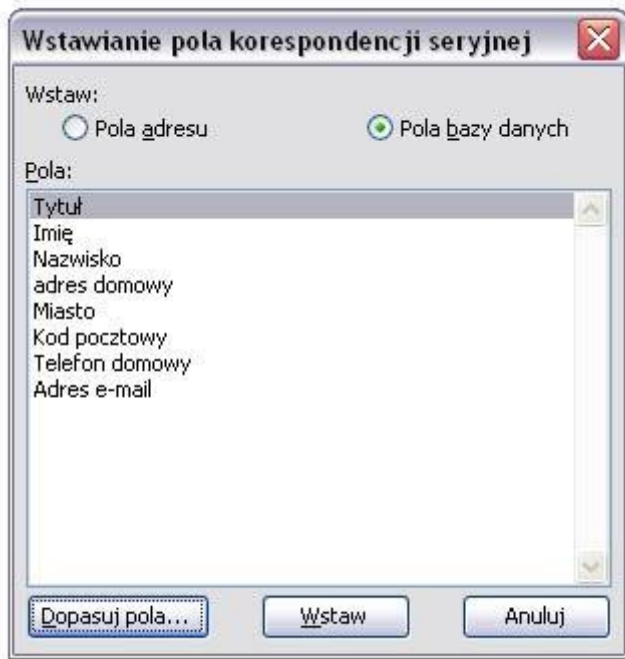 Wstawianie pola korespondencji seryjnej
Wstaw:
Pola adresu Pola bazy danych
Pola:
Tytuł
Imię
Nazwisko
adres domowy
Miasto
Kod pocztowy
Telefon domowy
Adres e-mail
Dopasuj pola... Wstaw Anuluj